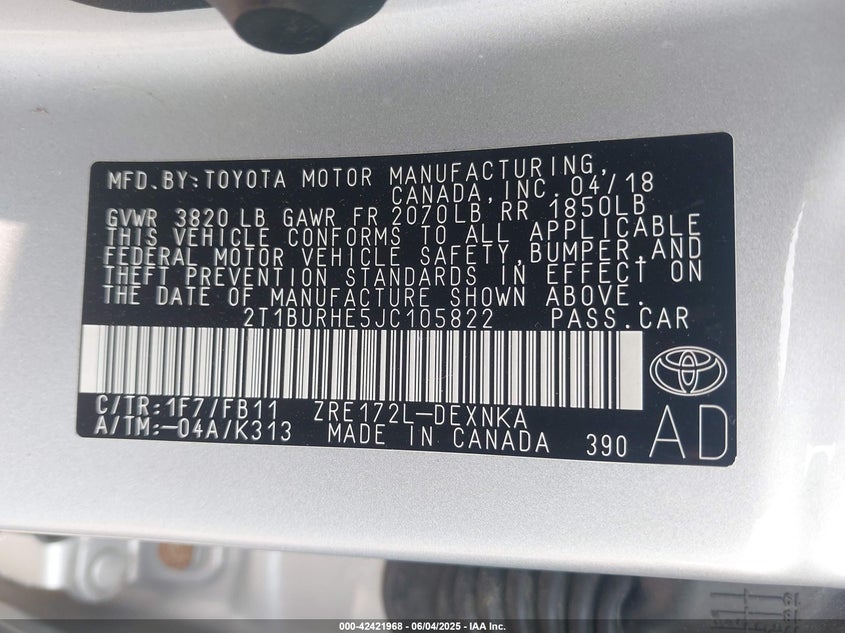 MFD.BY:TOYOTA MOTOR MANUFACTURING,
CANADA,INC. 04/18
GVWR 3820 LB GAWR FR 2070LB RR 1850LB
THIS VEHICLE CONFORMS TO ALL APPLICABLE
FEDERAL MOTOR VEHICLE SAFETY,BUMPER,AND
THEFT PREVENTION STANDARDS IN EFFECT ON
THE DATE OF MANUFACTURE SHOWN ABOVE.
2T1BURHE5JC105822 PASS.CAR
C/TR:1F7/FB11 ZRE172L-DEXNKA
A/TM:-04A/K313 MADE IN CANADA 390 AD
000-42421968 | 06/04/2025 - IAA Inc.